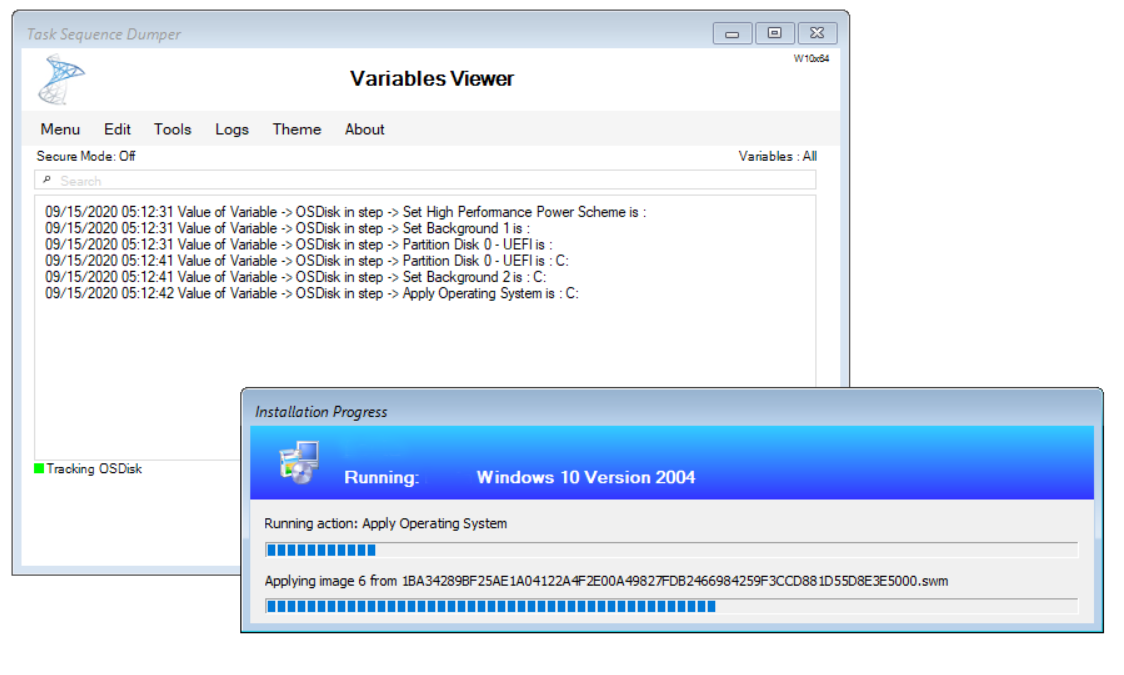 Task Sequence Dumper
W10x64
Variables Viewer
Menu Edit Tools Logs Theme About
Secure Mode: Off Variables : All
Search
09/15/2020 05:12:31 Value of Variable -> OSDisk in step -> Set High Performance Power Scheme is :
09/15/2020 05:12:31 Value of Variable -> OSDisk in step -> Set Background 1 is :
09/15/2020 05:12:31 Value of Variable -> OSDisk in step -> Partition Disk 0 - UEFI is :
09/15/2020 05:12:41 Value of Variable -> OSDisk in step -> Partition Disk 0 - UEFI is : C:
09/15/2020 05:12:41 Value of Variable -> OSDisk in step -> Set Background 2 is : C:
09/15/2020 05:12:42 Value of Variable -> OSDisk in step -> Apply Operating System is : C:
Tracking OSDisk
Installation Progress
Running: Windows 10 Version 2004
Running action: Apply Operating System
Applying image 6 from 1BA34289BF25AE1A04122A4F2E00A49827FDB2466984259F3CCD881D55D8E3E5000.swm